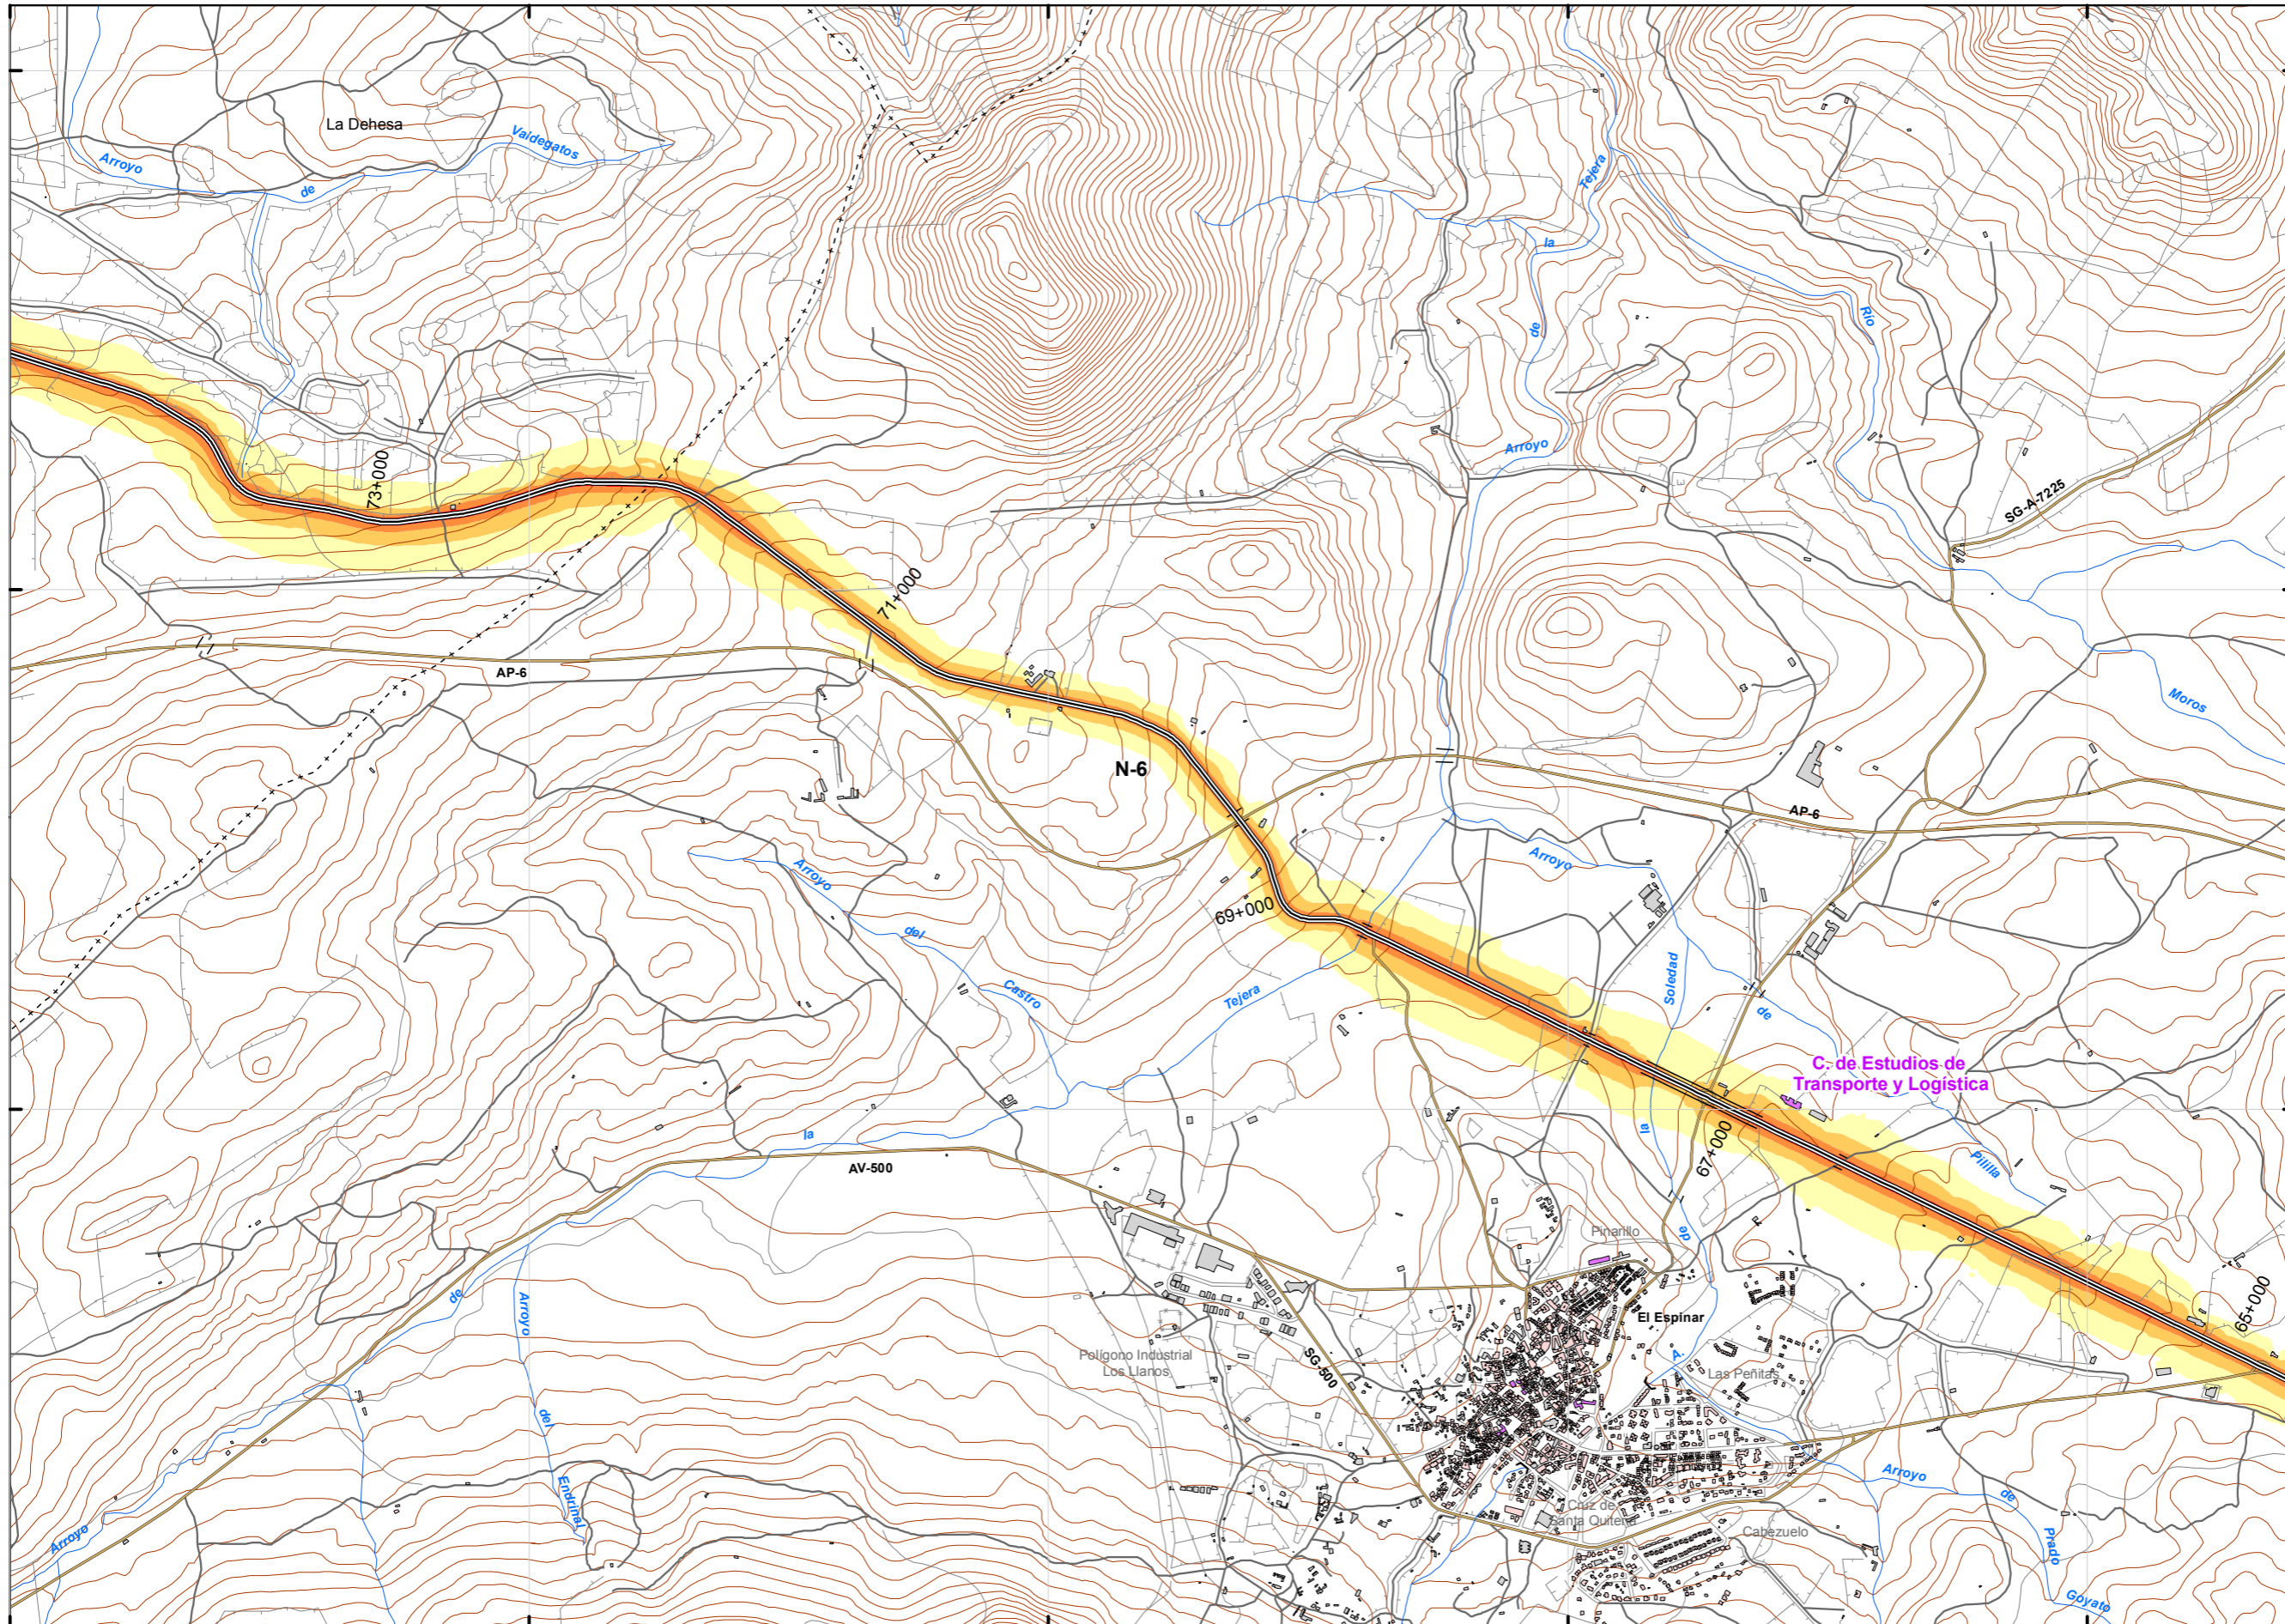 La Dehesa
Arroyo
de
Valdegatos
Tejera
la
de
Arroyo
Río
SG-A-7225
Moros
73+000
71+000
AP-6
N-6
AP-6
69+000
Arroyo
del
Castro
Tejera
Arroyo
Soledad
de
la
de
C. de Estudios de
Transporte y Logística
67+000
Pililla
la
AV-500
de
Arroyo
del
Endrinal
Arroyo
Pinarillo
El Espinar
A.
Las Peñitas
65+000
Polígono Industrial
Los Llanos
SG-500
Cruz de
Santa Quiteria
Cabezuelo
Arroyo
de
Prado
Goyato